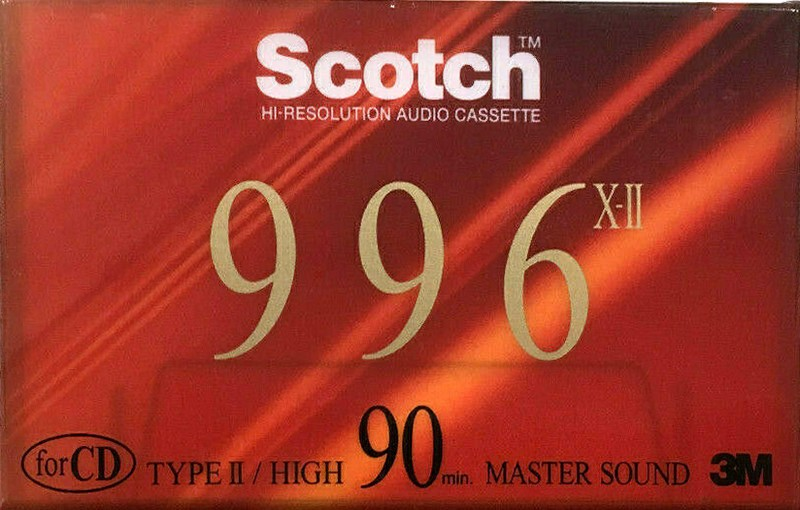 Scotch™
HI-RESOLUTION AUDIO CASSETTE
996 X-II
for CD TYPE II / HIGH 90 min. MASTER SOUND 3M